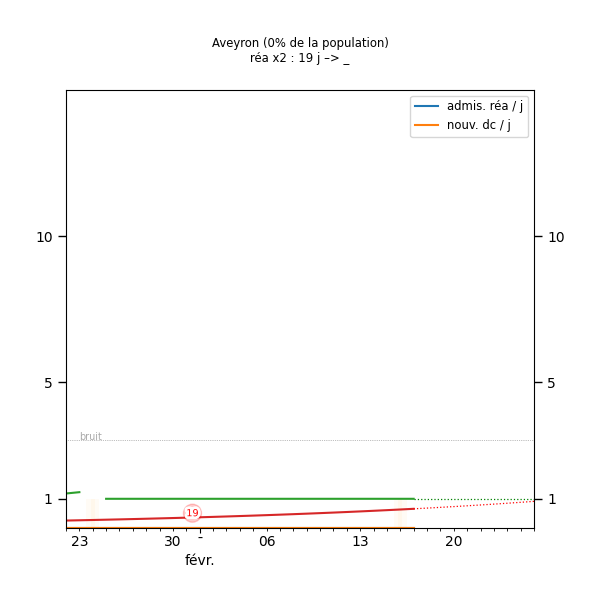 Aveyron (0% de la population)
réa x2 : 19 j –> _
admis. réa / j
nouv. dc / j
10
10
5
5
bruit
1
1
19
23
30
-
06
13
20
févr.